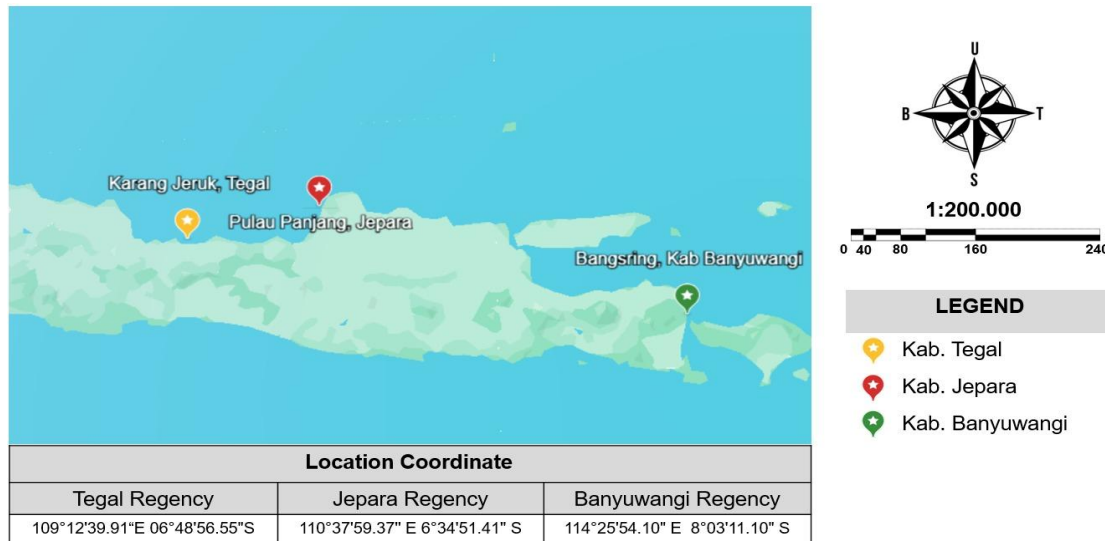 Karang Jeruk, Tegal
Pulau Panjang, Jepara
Bangsring, Kab Banyuwangi
U
B
T
S
1:200.000
0 40 80 160 240
LEGEND
Kab. Tegal
Kab. Jepara
Kab. Banyuwangi
Location Coordinate
Tegal Regency Jepara Regency Banyuwangi Regency
109°12'39.91“E 06°48'56.55"S 110°37'59.37" E 6°34'51.41" S 114°25'54.10" E 8°03'11.10" S